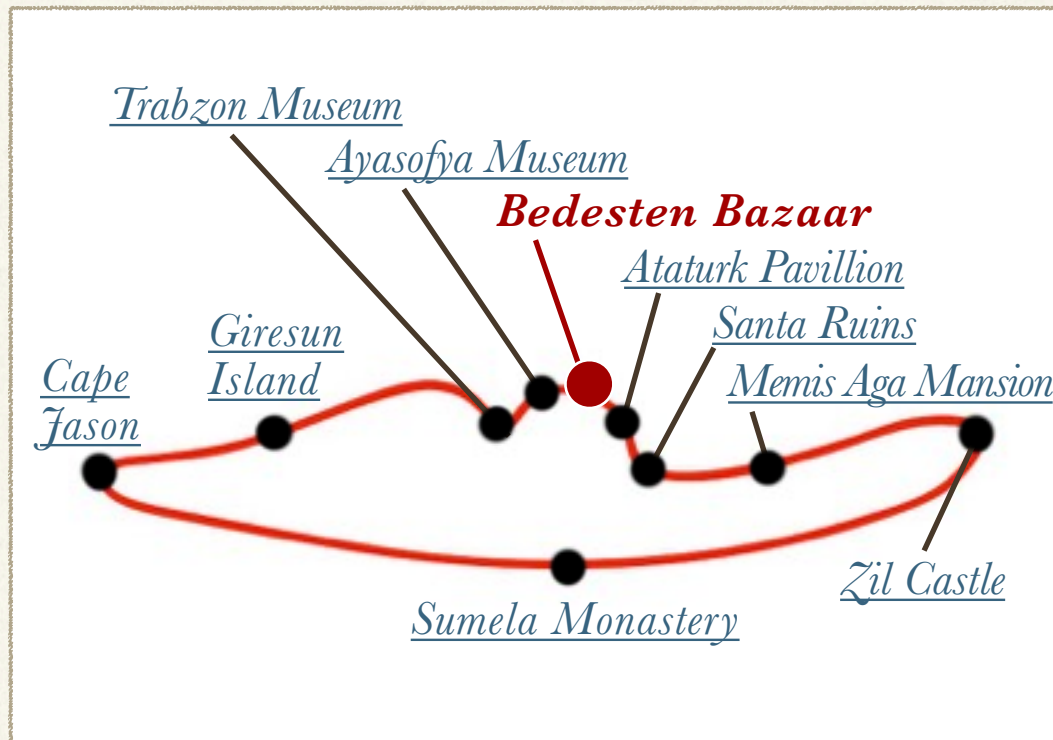 Trabzon Museum
Ayasofya Museum
Bedesten Bazaar
Ataturk Pavillion
Giresun
Island
Santa Ruins
Cape
Jason
Memis Aga Mansion
Zil Castle
Sumela Monastery